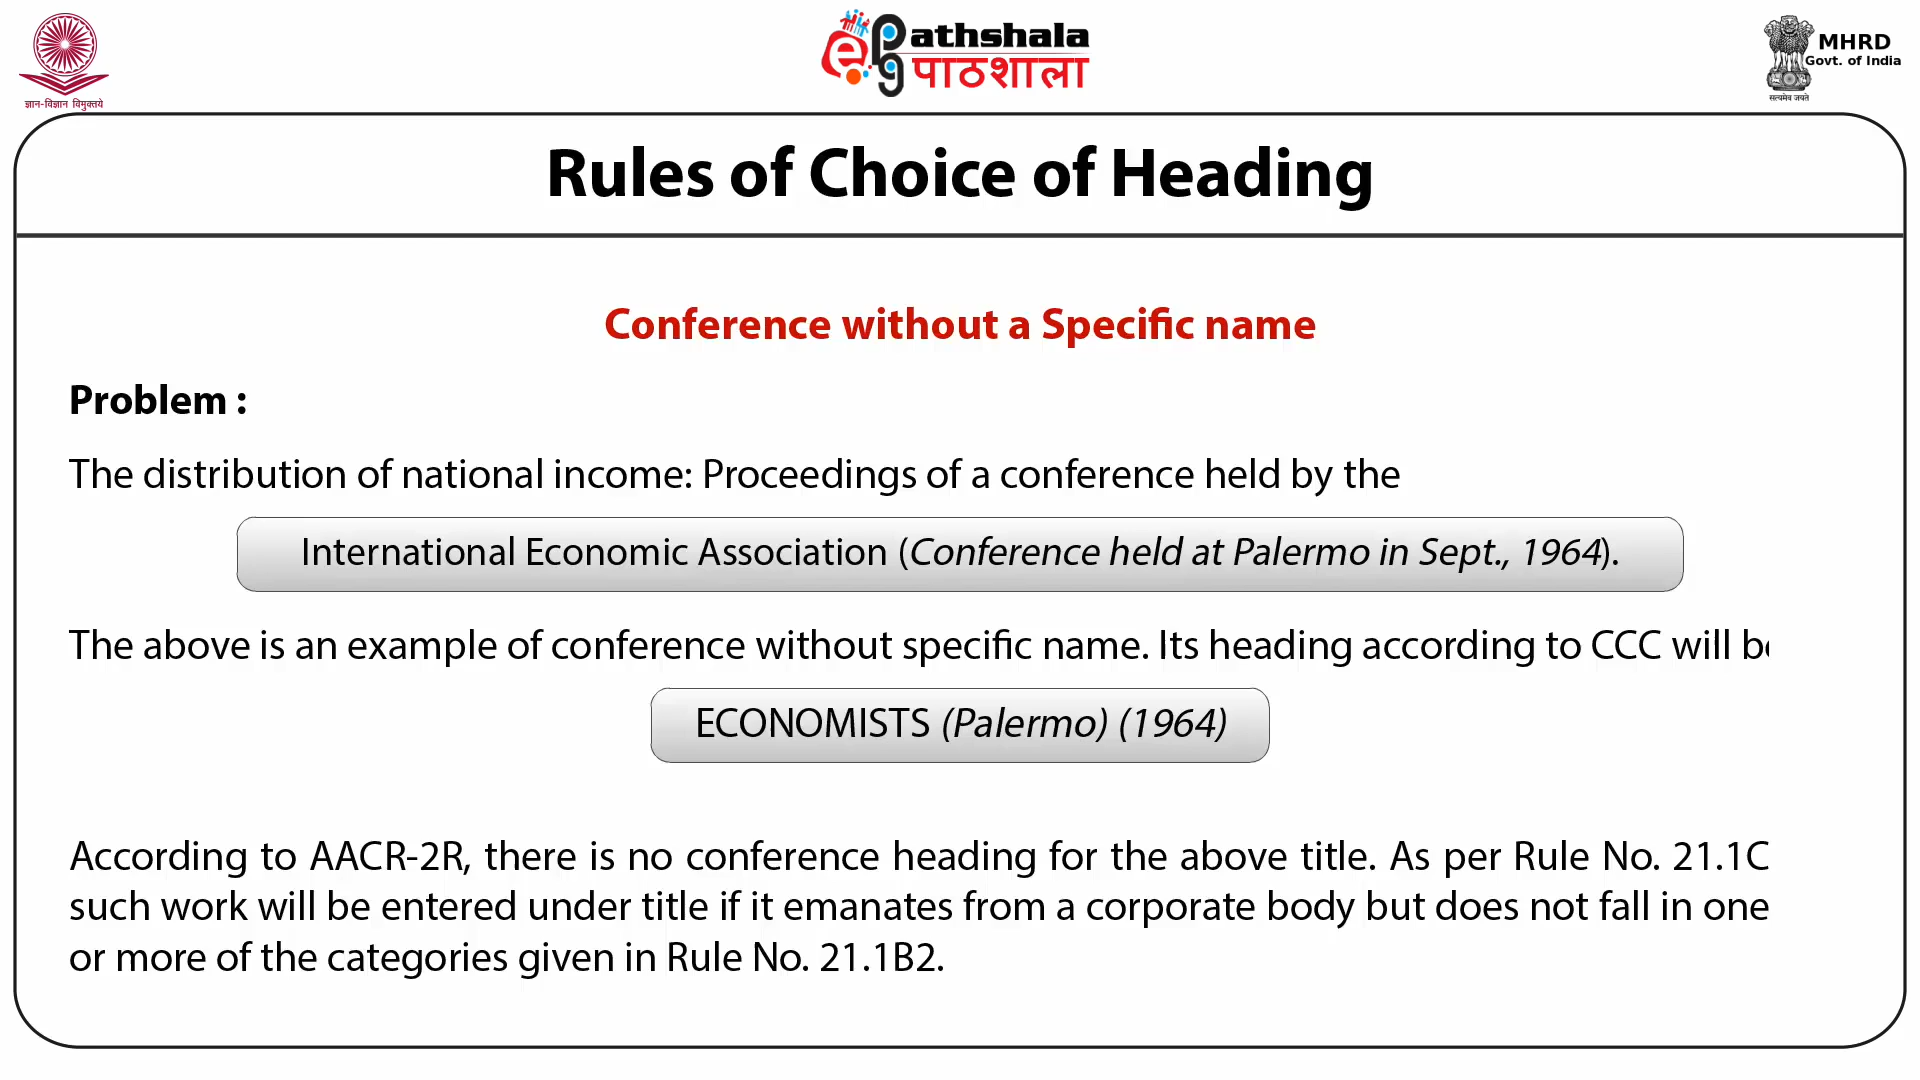 ज्ञान-विज्ञान विमुक्तये
ePg
athshala
पाठशाला
MHRD
Govt. of India
सत्यमेव जयते
Rules of Choice of Heading
Conference without a Specific name
Problem :
The distribution of national income: Proceedings of a conference held by the
International Economic Association (Conference held at Palermo in Sept., 1964).
The above is an example of conference without specific name. Its heading according to CCC will be
ECONOMISTS (Palermo) (1964)
According to AACR-2R, there is no conference heading for the above title. As per Rule No. 21.1C
such work will be entered under title if it emanates from a corporate body but does not fall in one
or more of the categories given in Rule No. 21.1B2.